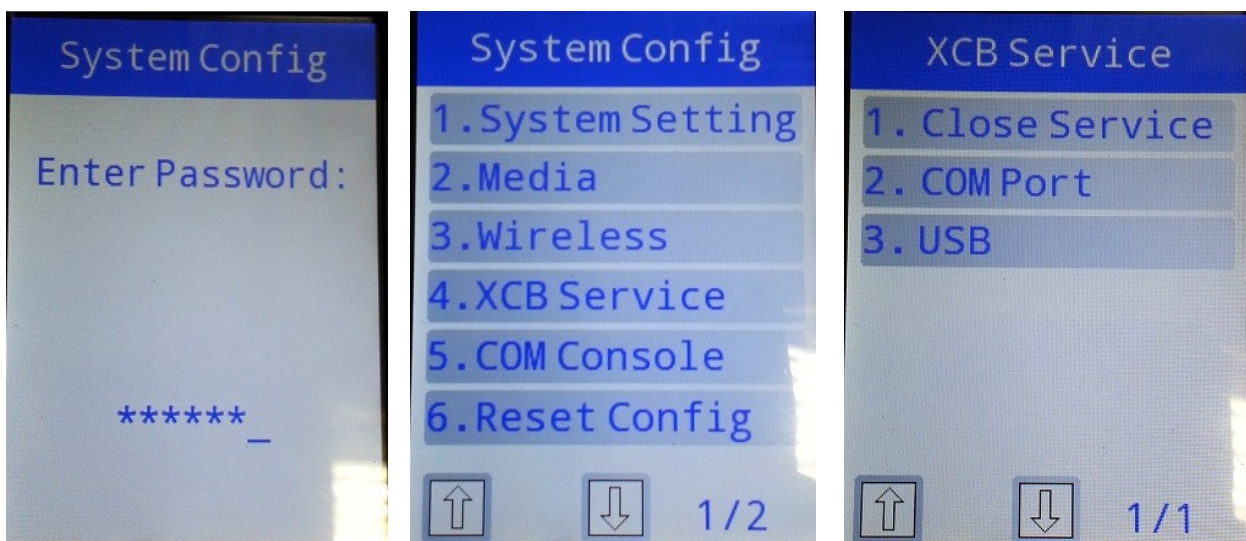 System Config
Enter Password:
******_
System Config
1.System Setting
2.Media
3.Wireless
4.XCB Service
5.COM Console
6.Reset Config
1/2
XCB Service
1. Close Service
2. COM Port
3. USB
1/1